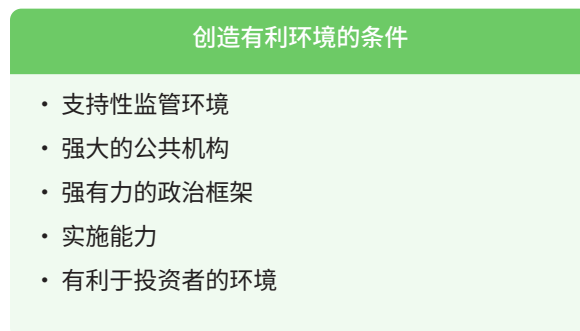 创造有利环境的条件
• 支持性监管环境
• 强大的公共机构
• 强有力的政治框架
• 实施能力
• 有利于投资者的环境